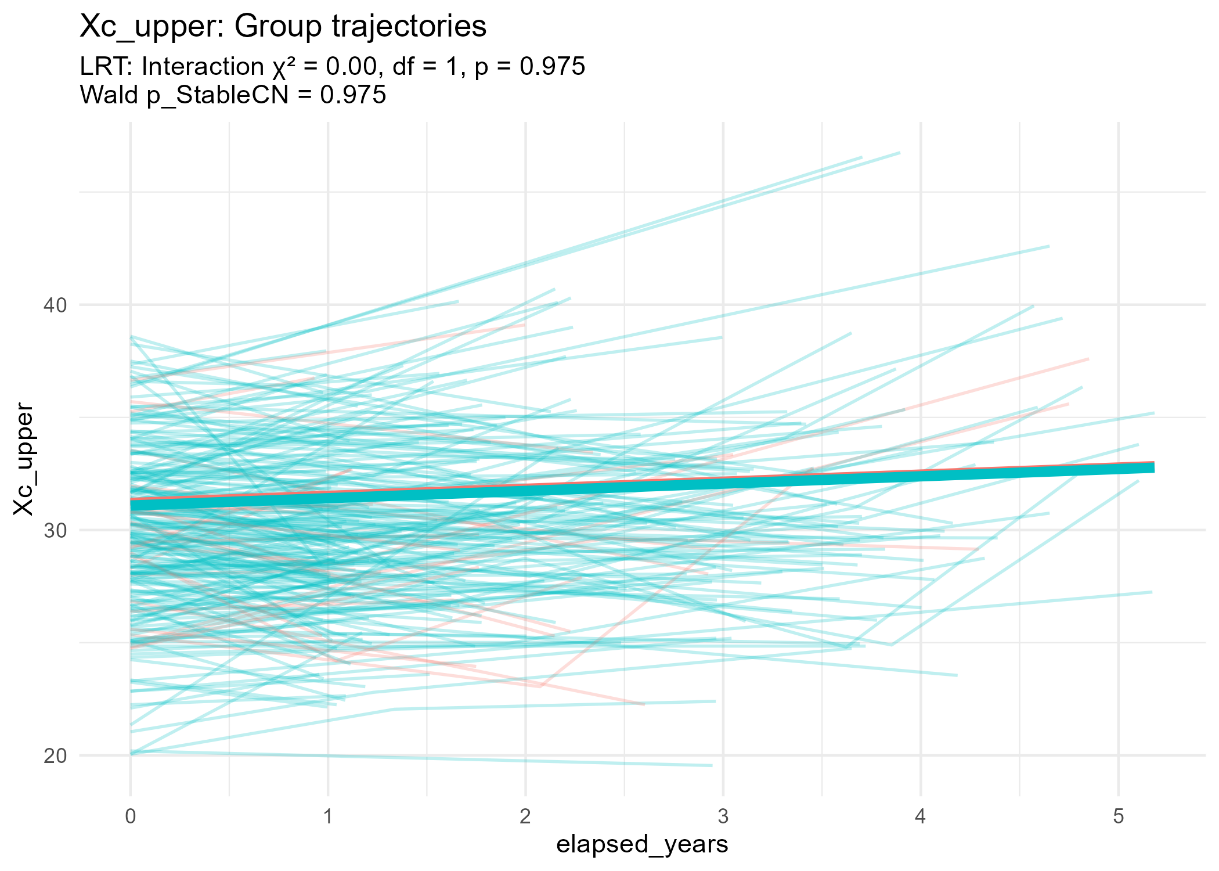 Xc_upper: Group trajectories
LRT: Interaction χ² = 0.00, df = 1, p = 0.975
Wald p_StableCN = 0.975
40
30
20
Xc_upper
0 1 2 3 4 5
elapsed_years